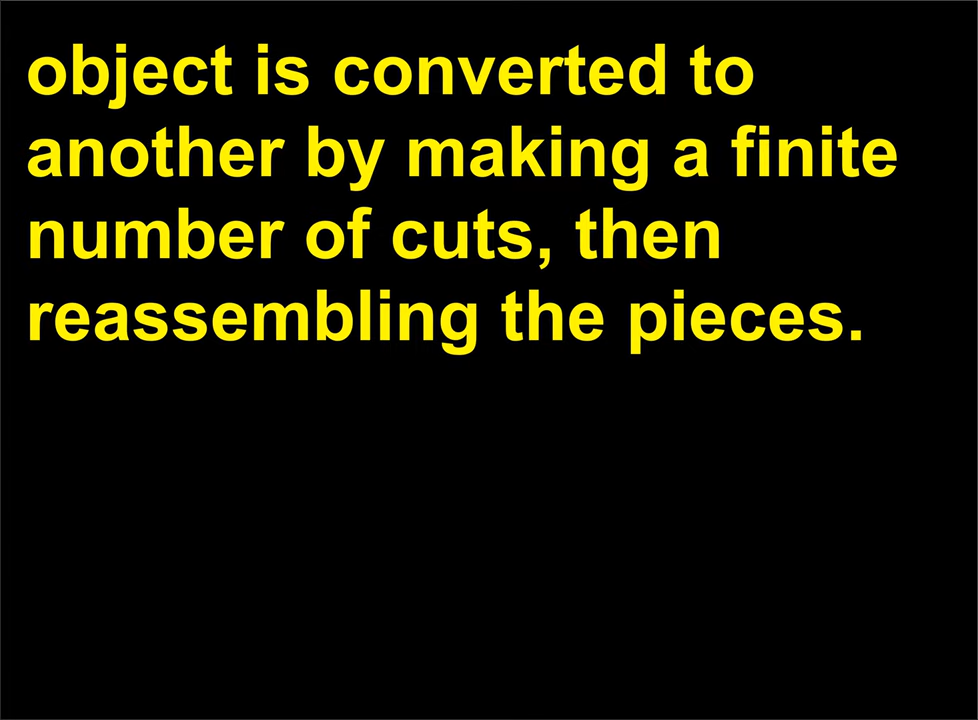 object is converted to
another by making a finite
number of cuts, then
reassembling the pieces.